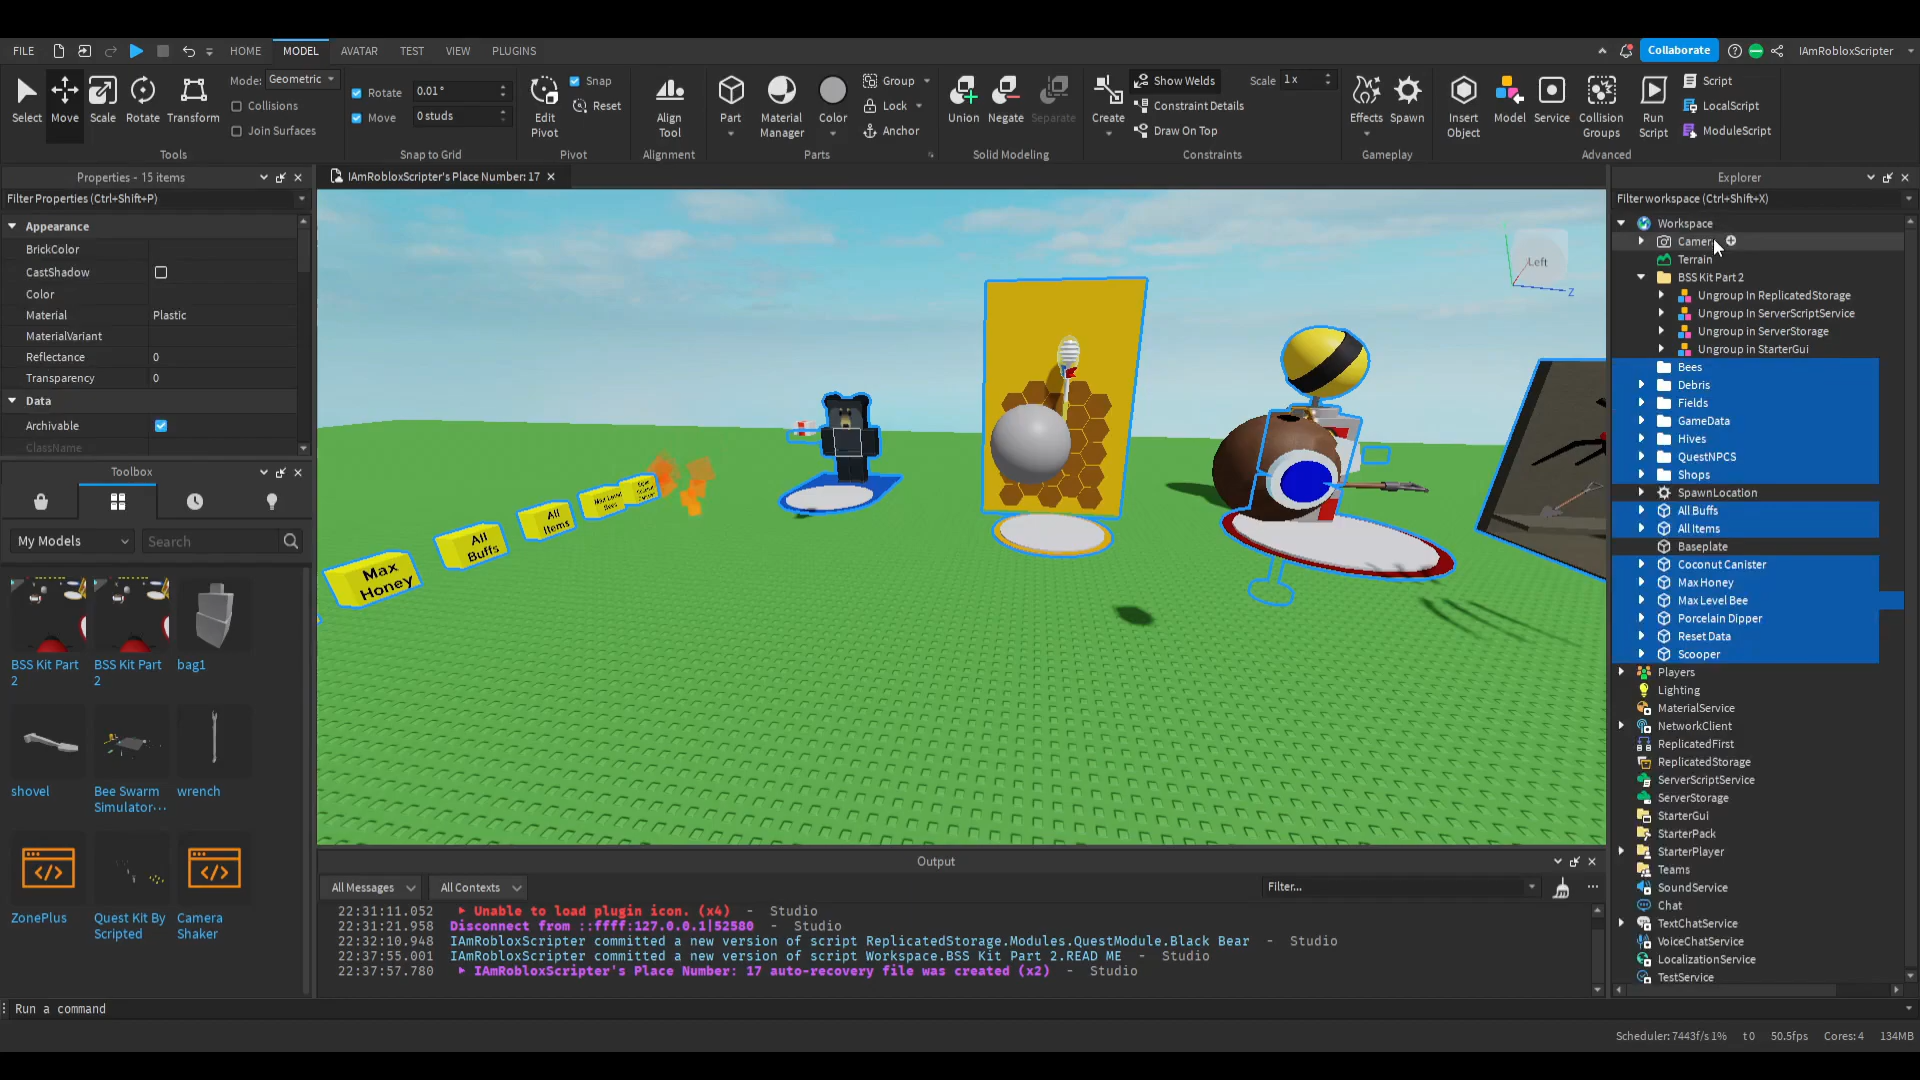 FILE HOME MODEL AVATAR TEST VIEW PLUGINS Collaborate IAmRobloxScripter
Select Move Scale Rotate Transform
Mode: Geometric
Collisions
Join Surfaces
Tools
Rotate 0.01°
Move 0 studs
Snap to Grid
Edit Pivot
Snap
Reset
Pivot
Align Tool
Alignment
Part
Material Manager
Color
Group
Lock
Anchor
Parts
Union Negate Separate
Solid Modeling
Create
Show Welds
Constraint Details
Draw On Top
Scale 1 x
Constraints
Effects Spawn
Gameplay
Insert Object
Model
Service
Collision Groups
Run Script
Script
LocalScript
ModuleScript
Advanced
Properties - 15 items
Filter Properties (Ctrl+Shift+P)
Appearance
BrickColor
CastShadow
Color
Material Plastic
MaterialVariant
Reflectance 0
Transparency 0
Data
Archivable
ClassName
Toolbox
My Models Search
BSS Kit Part 2
BSS Kit Part 2
bag1
shovel
Bee Swarm Simulator...
wrench
ZonePlus
Quest Kit By Scripted
Camera Shaker
IAmRobloxScripter's Place Number: 17
Left
Z
Max Honey
All Buffs
All Items
Max Level Bees
Output
All Messages All Contexts Filter...
22:31:11.052 Unable to load plugin icon. (x4) - Studio
22:31:21.958 Disconnect from ::ffff:127.0.0.1|52580 - Studio
22:32:10.948 IAmRobloxScripter committed a new version of script ReplicatedStorage.Modules.QuestModule.Black Bear - Studio
22:37:55.001 IAmRobloxScripter committed a new version of script Workspace.BSS Kit Part 2.READ ME - Studio
22:37:57.780 IAmRobloxScripter's Place Number: 17 auto-recovery file was created (x2) - Studio
Explorer
Filter workspace (Ctrl+Shift+X)
Workspace
Camera
Terrain
BSS Kit Part 2
Ungroup In ReplicatedStorage
Ungroup in ServerScriptService
Ungroup in ServerStorage
Ungroup in StarterGui
Bees
Debris
Fields
GameData
Hives
QuestNPCS
Shops
SpawnLocation
All Buffs
All Items
Baseplate
Coconut Canister
Max Honey
Max Level Bee
Porcelain Dipper
Reset Data
Scooper
Players
Lighting
MaterialService
NetworkClient
ReplicatedFirst
ReplicatedStorage
ServerScriptService
ServerStorage
StarterGui
StarterPack
StarterPlayer
Teams
SoundService
Chat
TextChatService
VoiceChatService
LocalizationService
TestService
Run a command
Scheduler: 7443f/s 1% t 0 50.5fps Cores: 4 134MB